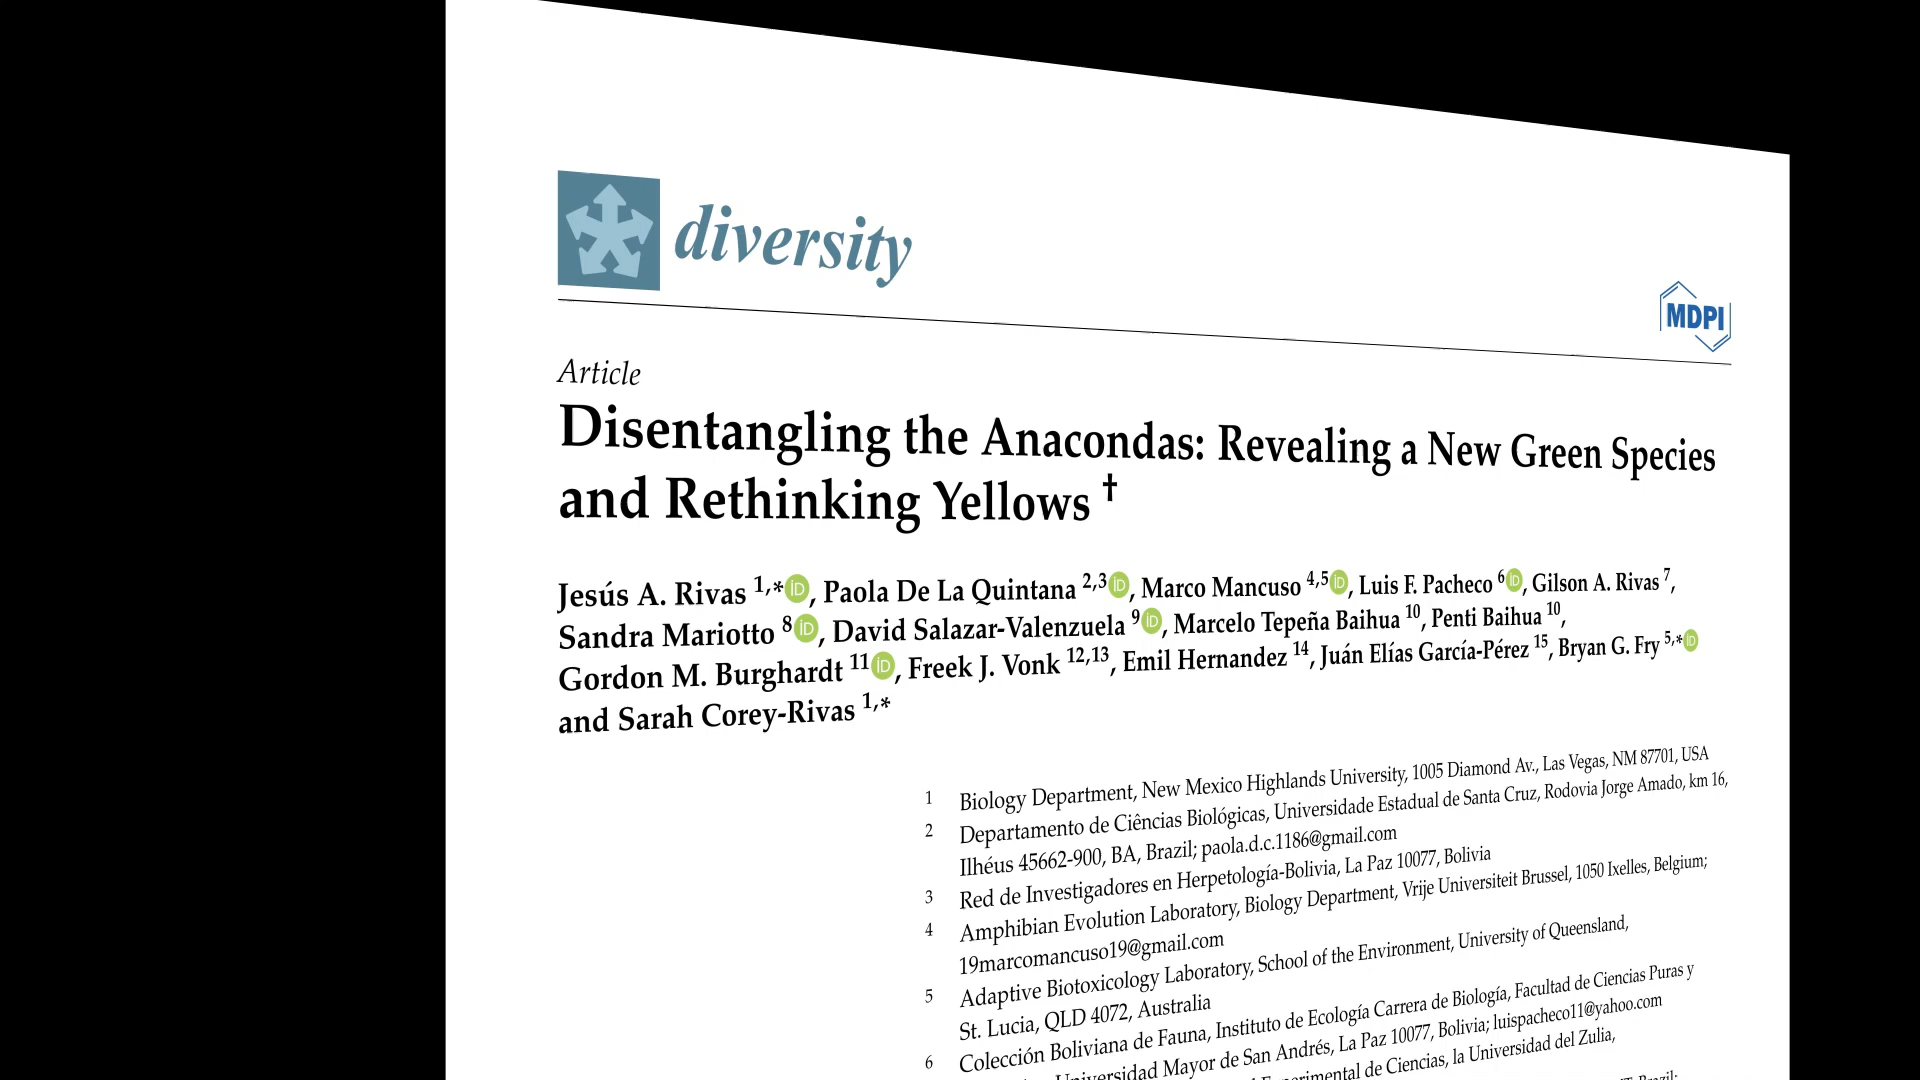 diversity
MDPI
Article
Disentangling the Anacondas: Revealing a New Green Species
and Rethinking Yellows †
Jesús A. Rivas 1,* iD, Paola De La Quintana 2,3 iD, Marco Mancuso 4,5 iD, Luis F. Pacheco 6 iD, Gilson A. Rivas 7,
Sandra Mariotto 8 iD, David Salazar-Valenzuela 9 iD, Marcelo Tepeña Baihua 10, Penti Baihua 10,
Gordon M. Burghardt 11 iD, Freek J. Vonk 12,13, Emil Hernandez 14, Juán Elías García-Pérez 15, Bryan G. Fry 5,* iD
and Sarah Corey-Rivas 1,*
1 Biology Department, New Mexico Highlands University, 1005 Diamond Av., Las Vegas, NM 87701, USA
2 Departamento de Ciências Biológicas, Universidade Estadual de Santa Cruz, Rodovia Jorge Amado, km 16,
Ilhéus 45662-900, BA, Brazil; paola.d.c.1186@gmail.com
3 Red de Investigadores en Herpetología-Bolivia, La Paz 10077, Bolivia
4 Amphibian Evolution Laboratory, Biology Department, Vrije Universiteit Brussel, 1050 Ixelles, Belgium;
19marcomancuso19@gmail.com
5 Adaptive Biotoxicology Laboratory, School of the Environment, University of Queensland,
St. Lucia, QLD 4072, Australia
6 Colección Boliviana de Fauna, Instituto de Ecología Carrera de Biología, Facultad de Ciencias Puras y
Universidad Mayor de San Andrés, La Paz 10077, Bolivia; luispacheco11@yahoo.com
de Ciencias, la Universidad del Zulia,
Brazil;